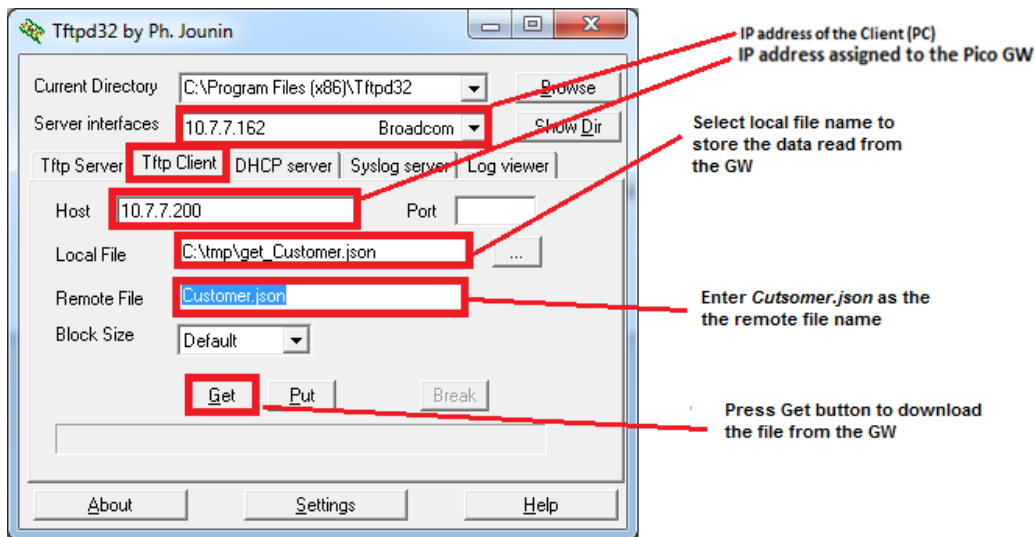 Tftpd32 by Ph. Jounin
Current Directory C:\Program Files (x86)\Tftpd32 Browse
Server interfaces 10.7.7.162 Broadcom Show Dir
Tftp Server Tftp Client DHCP server Syslog server Log viewer
Host 10.7.7.200 Port
Local File C:\tmp\get_Customer.json ...
Remote File Customer.json
Block Size Default
Get Put Break
About Settings Help
IP address of the Client (PC)
IP address assigned to the Pico GW
Select local file name to
store the data read from
the GW
Enter Cutsomer.json as the
the remote file name
Press Get button to download
the file from the GW